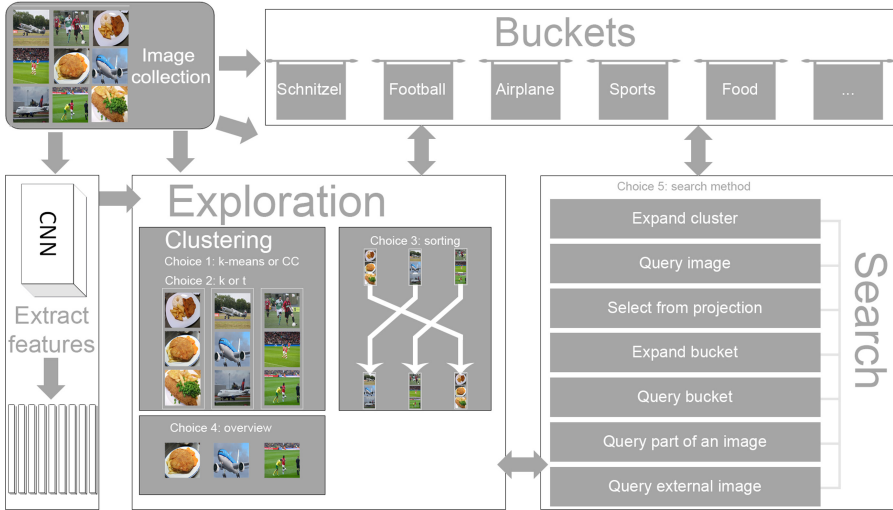 Image
collection
Buckets
Schnitzel
Football
Airplane
Sports
Food
...
CNN
Extract
features
Exploration
Clustering
Choice 1: k-means or CC
Choice 2: k or t
Choice 3: sorting
Choice 4: overview
Choice 5: search method
Expand cluster
Query image
Select from projection
Expand bucket
Query bucket
Query part of an image
Query external image
Search